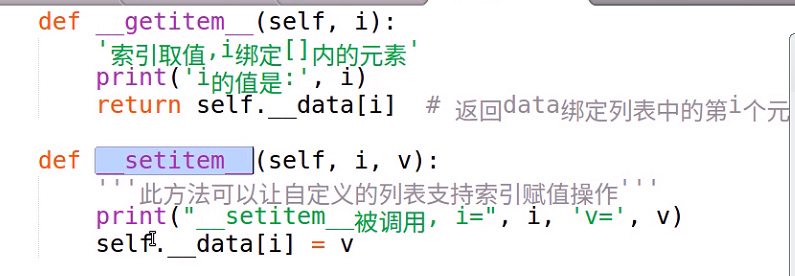 def __getitem__(self, i):
    '索引取值,i绑定[]内的元素'
    print('i的值是:', i)
    return self.__data[i]  # 返回data绑定列表中的第i个元
def __setitem__(self, i, v):
    '''此方法可以让自定义的列表支持索引赋值操作'''
    print("__setitem__被调用, i=", i, 'v=', v)
    self.__data[i] = v